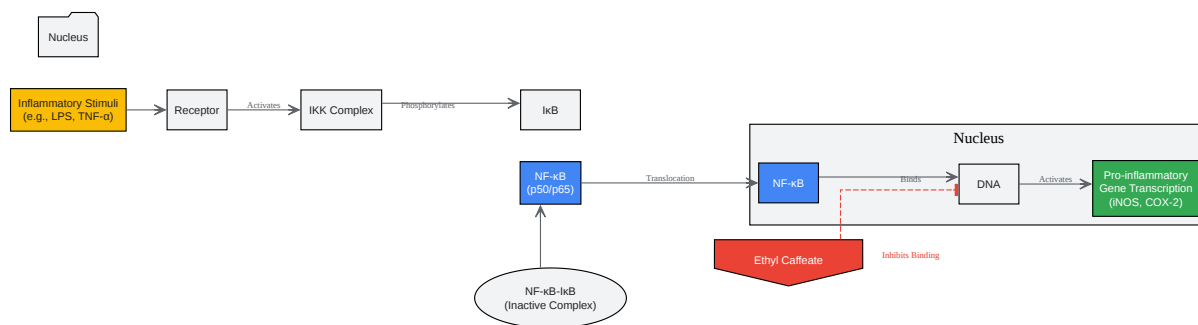 Nucleus
Inflammatory Stimuli
(e.g., LPS, TNF-α)
Receptor
Activates
IKK Complex
Phosphorylates
IκB
NF-κB
(p50/p65)
Translocation
Nucleus
NF-κB
Binds
DNA
Activates
Pro-inflammatory
Gene Transcription
(iNOS, COX-2)
Ethyl Caffeate
Inhibits Binding
NF-κB-IκB
(Inactive Complex)